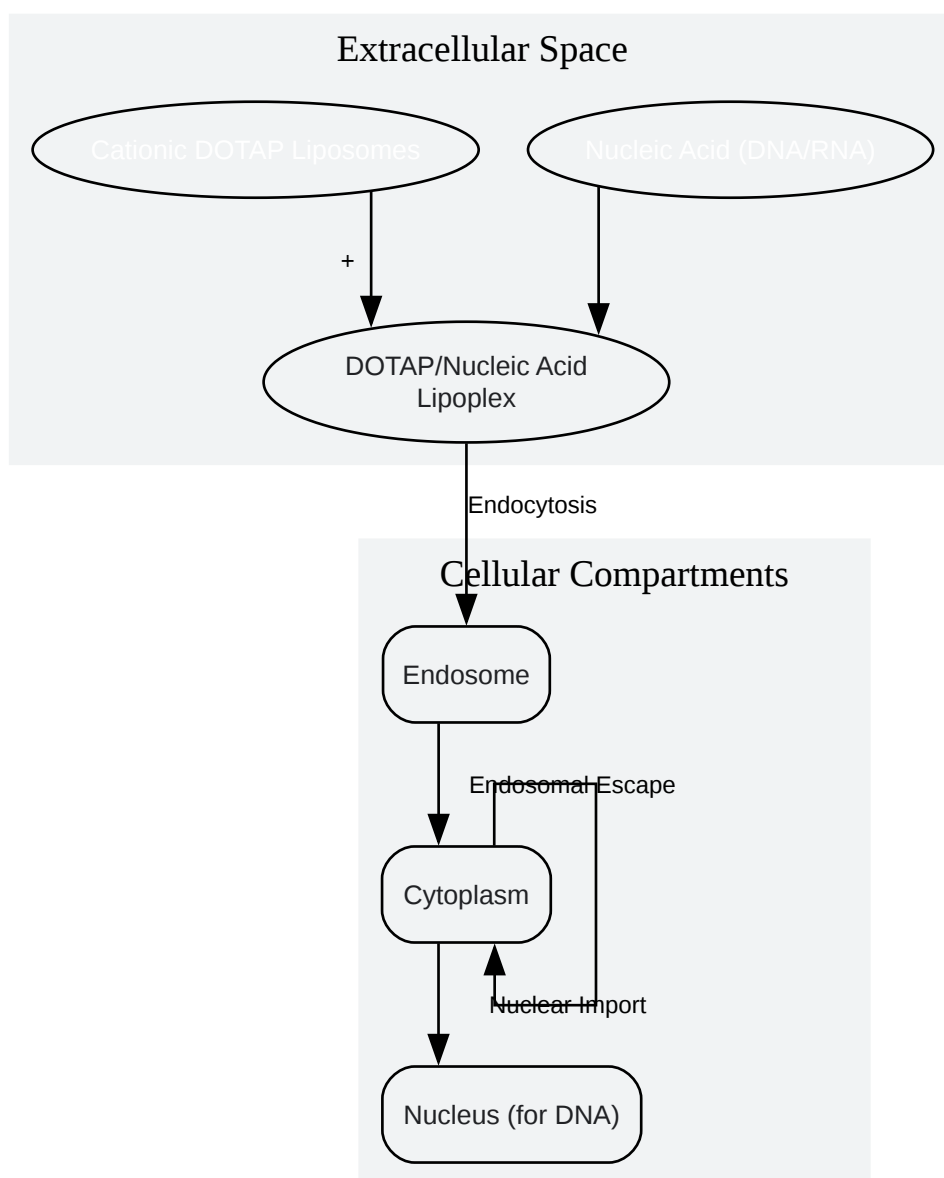 Extracellular Space
Cationic DOTAP Liposomes
Nucleic Acid (DNA/RNA)
+
DOTAP/Nucleic Acid
Lipoplex
Endocytosis
Cellular Compartments
Endosome
Endosomal Escape
Cytoplasm
Nuclear Import
Nucleus (for DNA)